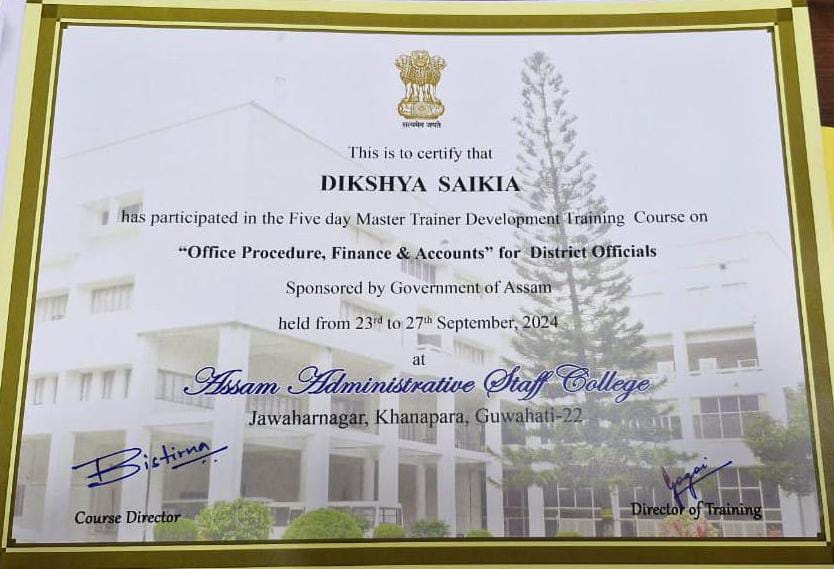 सत्यमेव जयते
This is to certify that
DIKSHYA SAIKIA
has participated in the Five day Master Trainer Development Training Course on
“Office Procedure, Finance & Accounts” for District Officials
Sponsored by Government of Assam
held from 23rd to 27th September, 2024
at
Assam Administrative Staff College
Jawaharnagar, Khanapara, Guwahati-22
Bistirna
Gogoi
Course Director
Director of Training